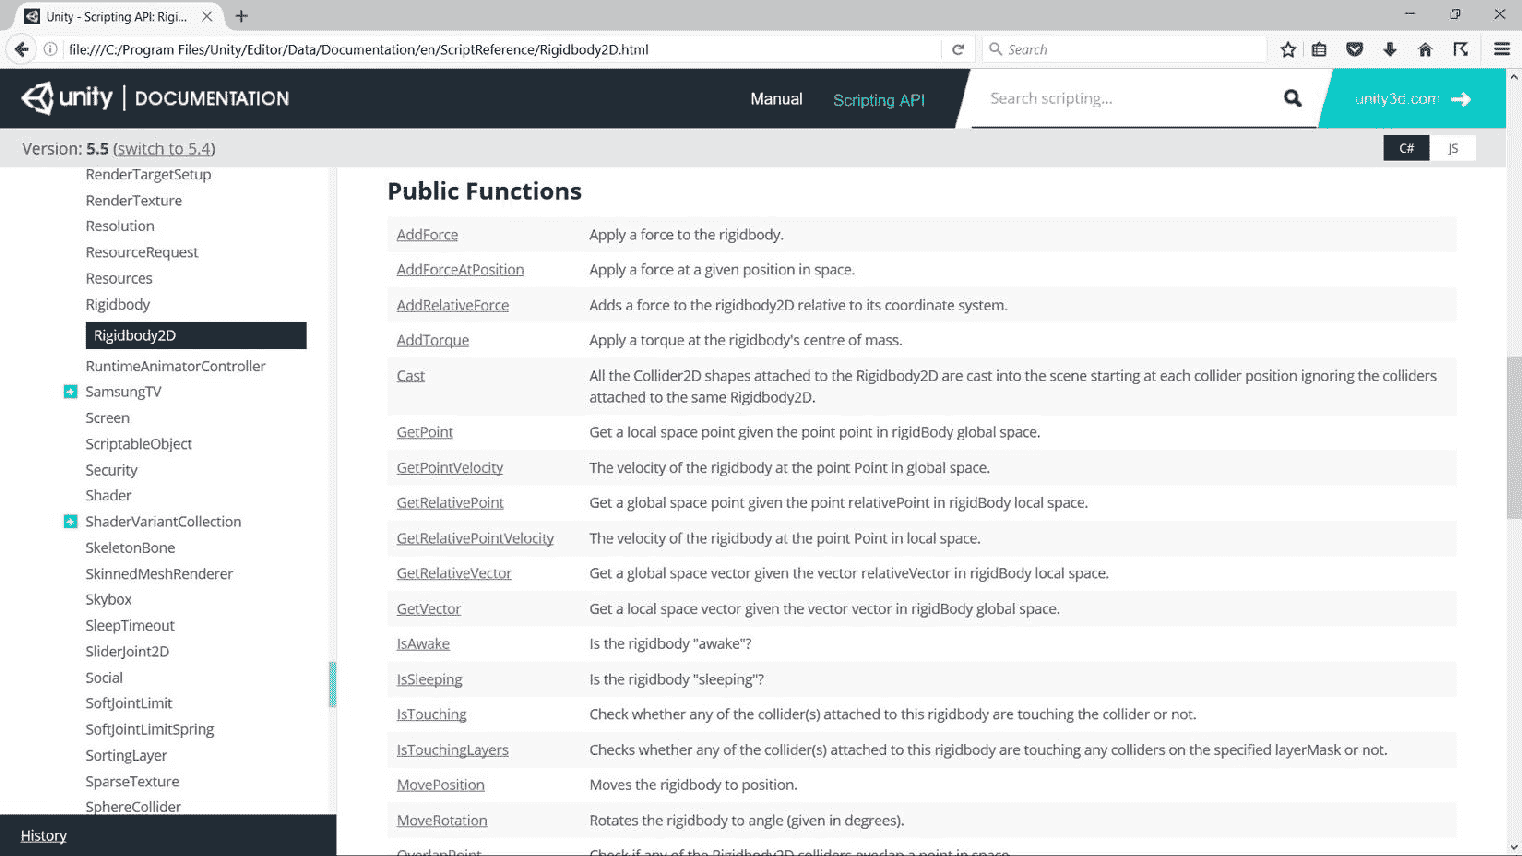 Unity - Scripting API: Rigi...
file:///C:/Program Files/Unity/Editor/Data/Documentation/en/ScriptReference/Rigidbody2D.html
Search
unity | DOCUMENTATION
Manual
Scripting API
Search scripting...
unity3d.com
Version: 5.5 (switch to 5.4)
C#
JS
RenderTargetSetup
RenderTexture
Resolution
ResourceRequest
Resources
Rigidbody
Rigidbody2D
RuntimeAnimatorController
SamsungTV
Screen
ScriptableObject
Security
Shader
ShaderVariantCollection
SkeletonBone
SkinnedMeshRenderer
Skybox
SleepTimeout
SliderJoint2D
Social
SoftJointLimit
SoftJointLimitSpring
SortingLayer
SparseTexture
SphereCollider
History
Public Functions
AddForce Apply a force to the rigidbody.
AddForceAtPosition Apply a force at a given position in space.
AddRelativeForce Adds a force to the rigidbody2D relative to its coordinate system.
AddTorque Apply a torque at the rigidbody's centre of mass.
Cast All the Collider2D shapes attached to the Rigidbody2D are cast into the scene starting at each collider position ignoring the colliders
attached to the same Rigidbody2D.
GetPoint Get a local space point given the point point in rigidBody global space.
GetPointVelocity The velocity of the rigidbody at the point Point in global space.
GetRelativePoint Get a global space point given the point relativePoint in rigidBody local space.
GetRelativePointVelocity The velocity of the rigidbody at the point Point in local space.
GetRelativeVector Get a global space vector given the vector relativeVector in rigidBody local space.
GetVector Get a local space vector given the vector vector in rigidBody global space.
IsAwake Is the rigidbody "awake"?
IsSleeping Is the rigidbody "sleeping"?
IsTouching Check whether any of the collider(s) attached to this rigidbody are touching the collider or not.
IsTouchingLayers Checks whether any of the collider(s) attached to this rigidbody are touching any colliders on the specified layerMask or not.
MovePosition Moves the rigidbody to position.
MoveRotation Rotates the rigidbody to angle (given in degrees).
OverlapPoint Check if any of the Rigidbody2D colliders overlap a point in space.